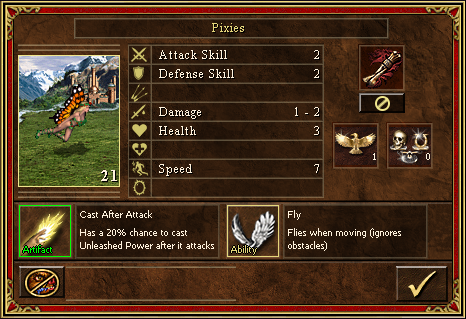 Pixies
Attack Skill 2
Defense Skill 2
Damage 1 - 2
Health 3
Speed 7
21
1
0
Artifact
Cast After Attack
Has a 20% chance to cast
Unleashed Power after it attacks
Ability
Fly
Flies when moving (ignores
obstacles)